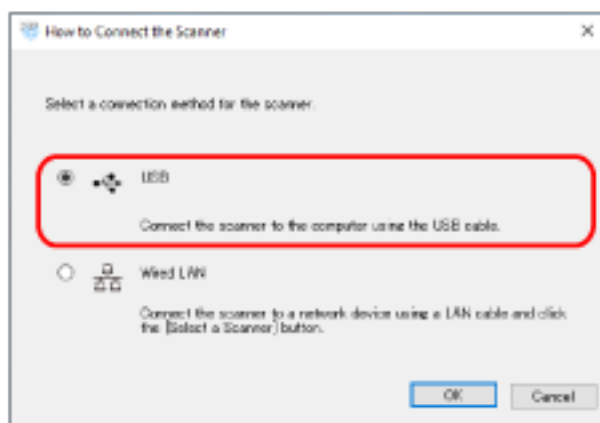 How to Connect the Scanner
Select a connection method for the scanner.
USB
Connect the scanner to the computer using the USB cable.
Wired LAN
Connect the scanner to a network device using a LAN cable and click
the [Select a Scanner] button.
OK
Cancel